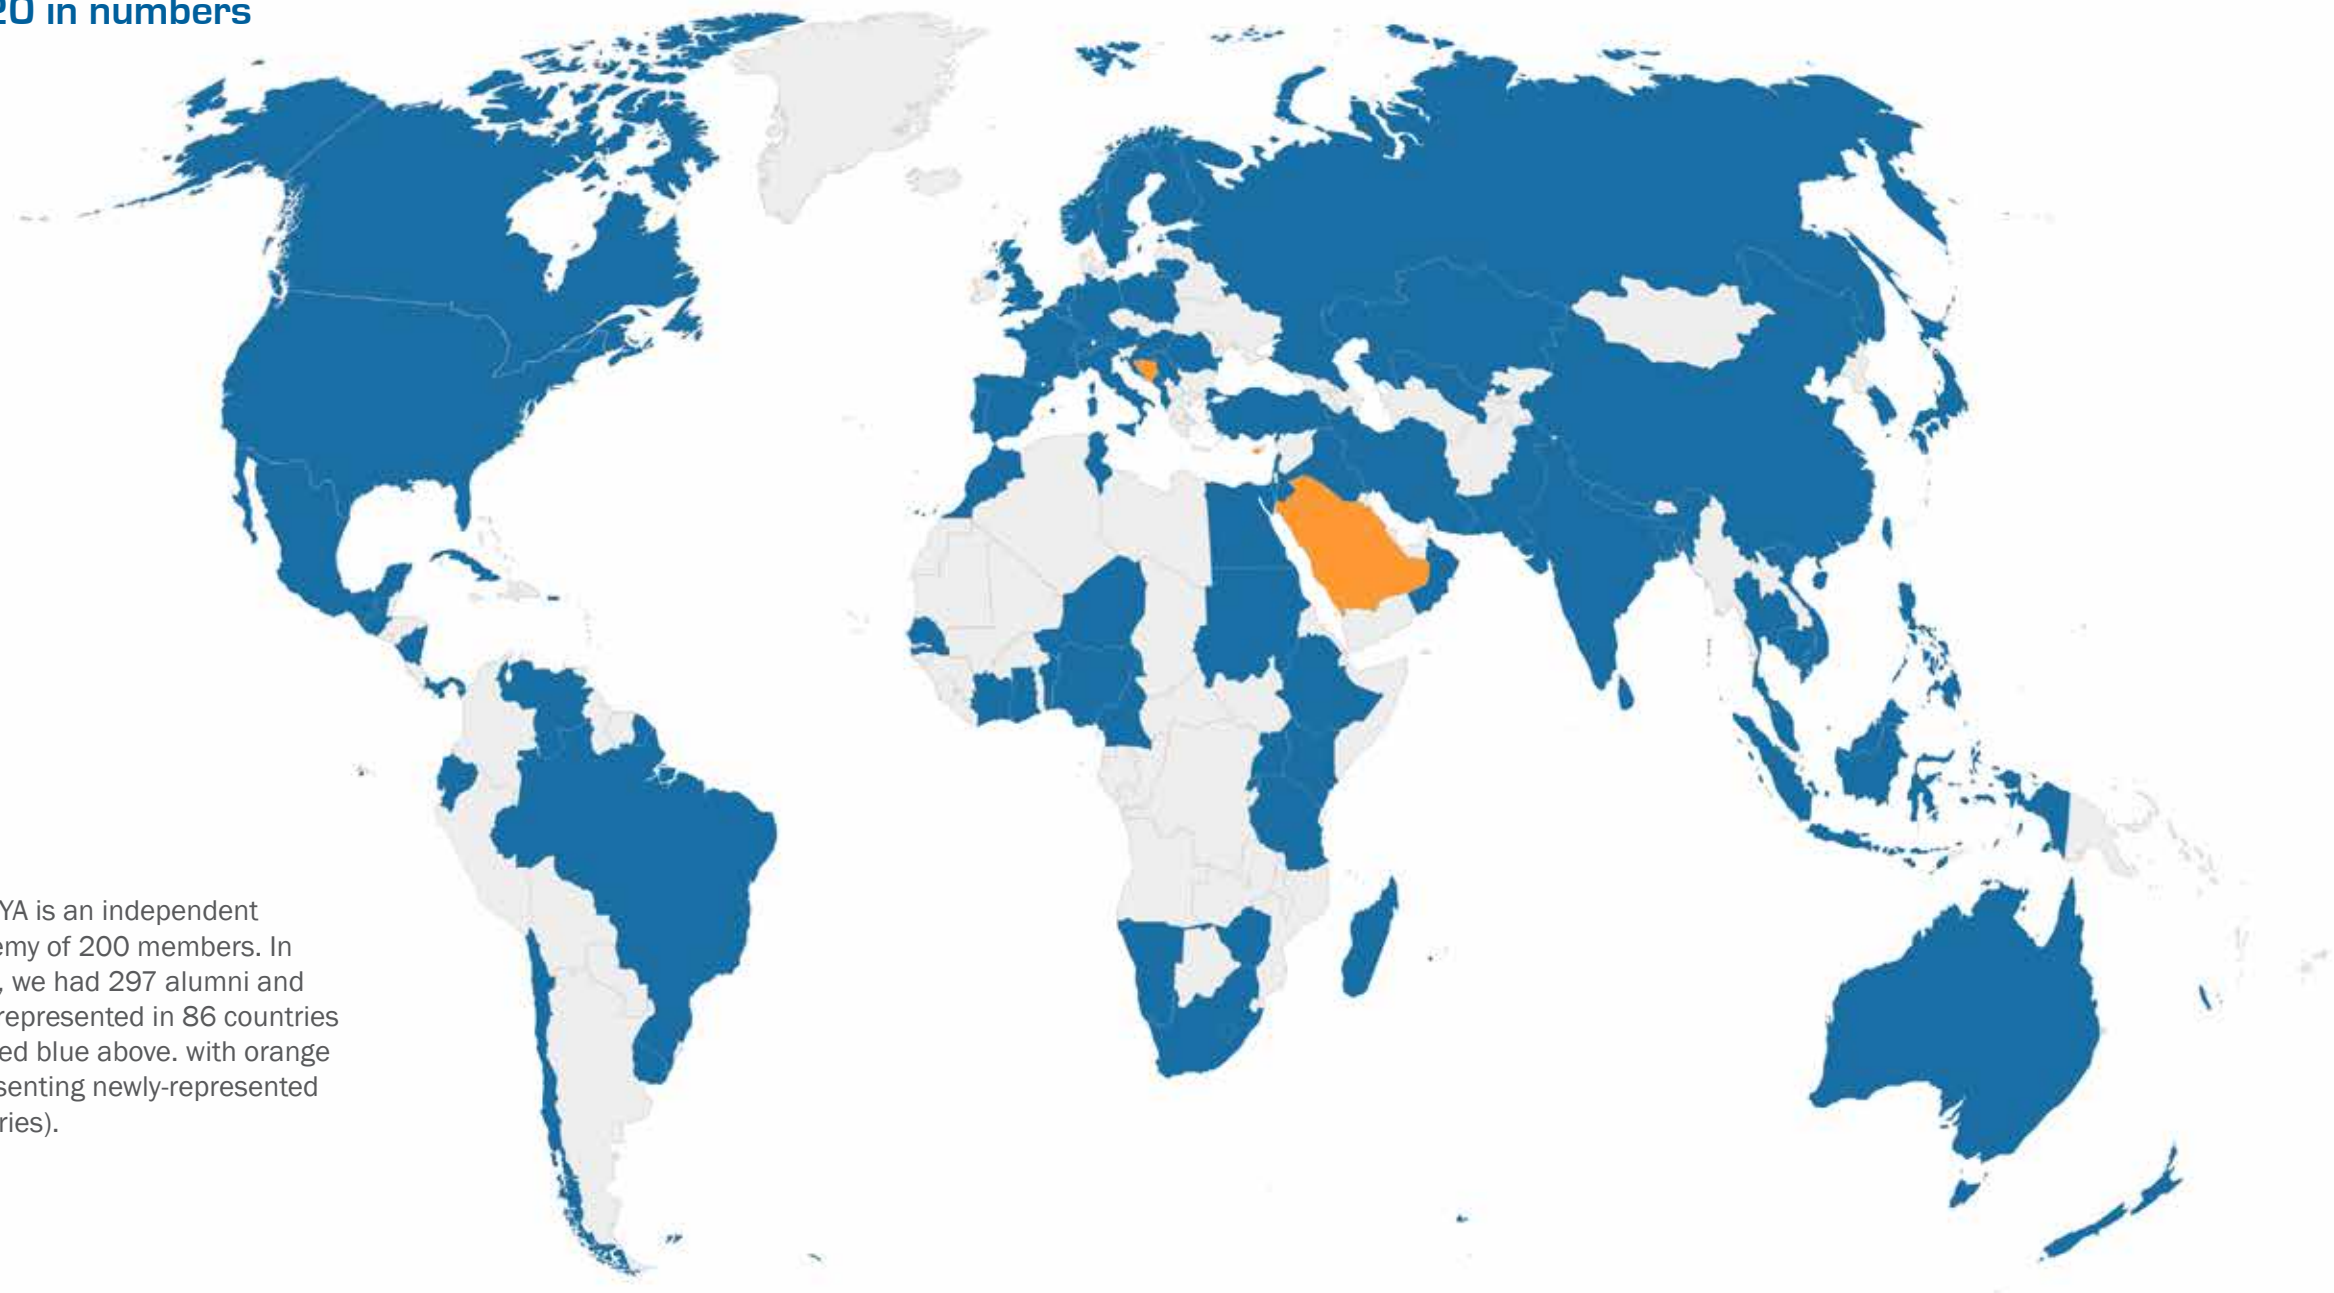 20 in numbers
YA is an independent
emy of 200 members. In
, we had 297 alumni and
represented in 86 countries
ed blue above. with orange
senting newly-represented
ries).